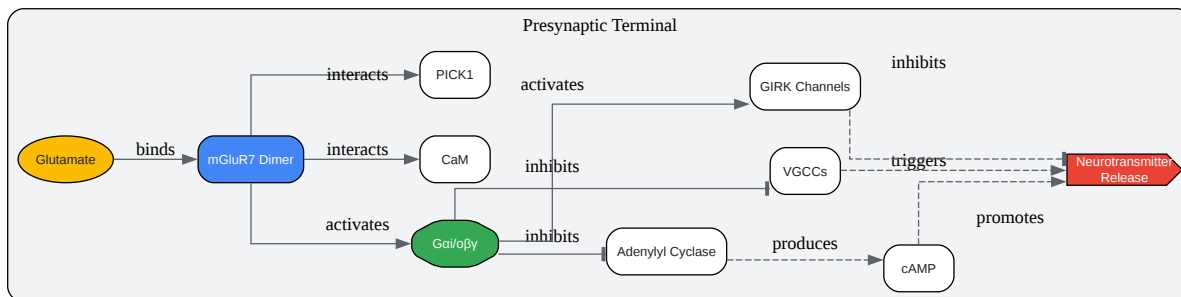 Presynaptic Terminal
inhibits
interacts
PICK1
activates
GIRK Channels
Glutamate
binds
mGluR7 Dimer
interacts
CaM
inhibits
VGCCs
triggers
Neurotransmitter
Release
activates
Gαi/oβγ
inhibits
Adenylyl Cyclase
produces
cAMP
promotes